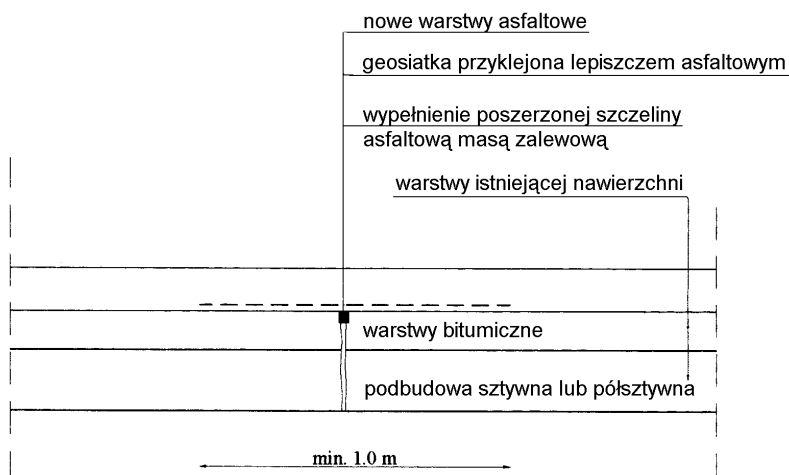 nowe warstwy asfaltowe
geosiatka przyklejona lepiszczem asfaltowym
wypełnienie poszerzonej szczeliny
asfaltową masą zalewową
warstwy istniejącej nawierzchni
warstwy bitumiczne
podbudowa sztywna lub półsztywna
min. 1.0 m